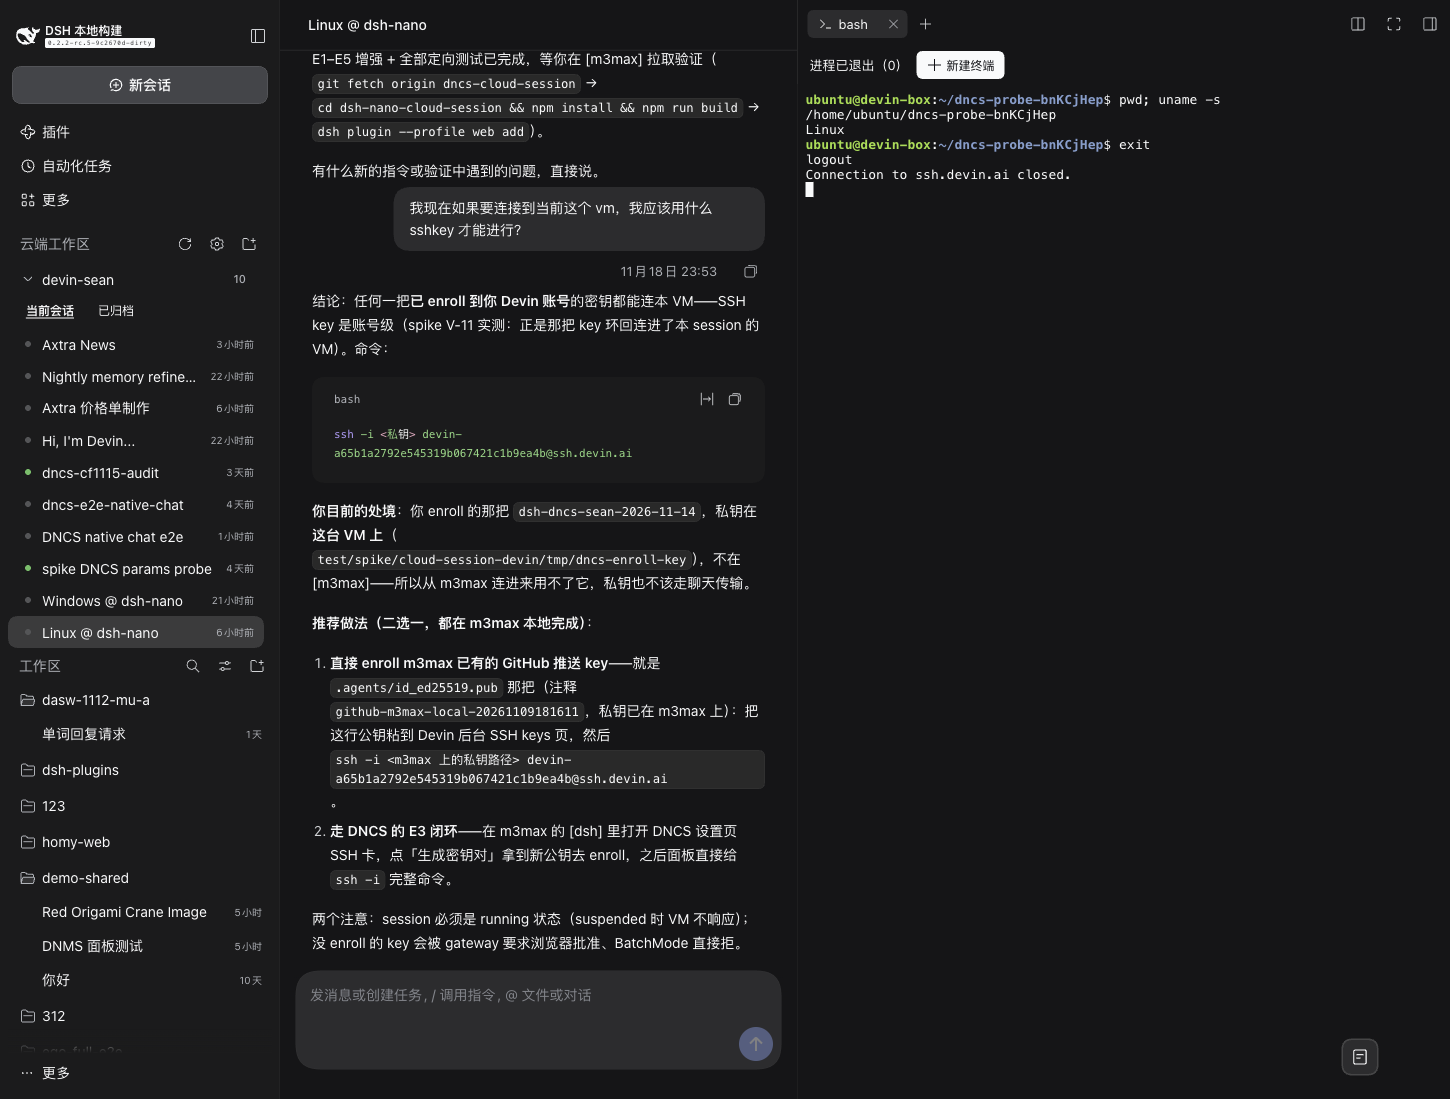 DSH 本地构建
0.2.2-rc.5-9c2670d-dirty
新会话
插件
自动化任务
更多
云端工作区
devin-sean 10
当前会话 已归档
Axtra News 3小时前
Nightly memory refine... 22小时前
Axtra 价格单制作 6小时前
Hi, I'm Devin... 22小时前
dncs-cf1115-audit 3天前
dncs-e2e-native-chat 4天前
DNCS native chat e2e 1小时前
spike DNCS params probe 4天前
Windows @ dsh-nano 21小时前
Linux @ dsh-nano 6小时前
工作区
dasw-1112-mu-a
单词回复请求 1天
dsh-plugins
123
homy-web
demo-shared
Red Origami Crane Image 5小时
DNMS 面板测试 5小时
你好 10天
312
更多
Linux @ dsh-nano
E1–E5 增强 + 全部定向测试已完成，等你在 [m3max] 拉取验证（
git fetch origin dncs-cloud-session →
cd dsh-nano-cloud-session && npm install && npm run build →
dsh plugin --profile web add）。
有什么新的指令或验证中遇到的问题，直接说。
我现在如果要连接到当前这个 vm，我应该用什么
sshkey 才能进行?
11月18日 23:53
结论：任何一把已 enroll 到你 Devin 账号的密钥都能连本 VM——SSH
key 是账号级（spike V-11 实测：正是那把 key 环回连进了本 session 的
VM）。命令：
bash
ssh -i <私钥> devin-
a65b1a2792e545319b067421c1b9ea4b@ssh.devin.ai
你目前的处境：你 enroll 的那把 dsh-dncs-sean-2026-11-14，私钥在
这台 VM 上（
test/spike/cloud-session-devin/tmp/dncs-enroll-key），不在
[m3max]——所以从 m3max 连进来用不了它，私钥也不该走聊天传输。
推荐做法（二选一，都在 m3max 本地完成）：
1. 直接 enroll m3max 已有的 GitHub 推送 key——就是
.agents/id_ed25519.pub 那把（注释
github-m3max-local-20261109181611，私钥已在 m3max 上）：把
这行公钥粘到 Devin 后台 SSH keys 页，然后
ssh -i <m3max 上的私钥路径> devin-
a65b1a2792e545319b067421c1b9ea4b@ssh.devin.ai
。
2. 走 DNCS 的 E3 闭环——在 m3max 的 [dsh] 里打开 DNCS 设置页
SSH 卡，点「生成密钥对」拿到新公钥去 enroll，之后面板直接给
ssh -i 完整命令。
两个注意：session 必须是 running 状态（suspended 时 VM 不响应）；
没 enroll 的 key 会被 gateway 要求浏览器批准、BatchMode 直接拒。
发消息或创建任务, / 调用指令, @ 文件或对话
bash
进程已退出（0） 新建终端
ubuntu@devin-box:~/dncs-probe-bnKCjHep$ pwd; uname -s
/home/ubuntu/dncs-probe-bnKCjHep
Linux
ubuntu@devin-box:~/dncs-probe-bnKCjHep$ exit
logout
Connection to ssh.devin.ai closed.